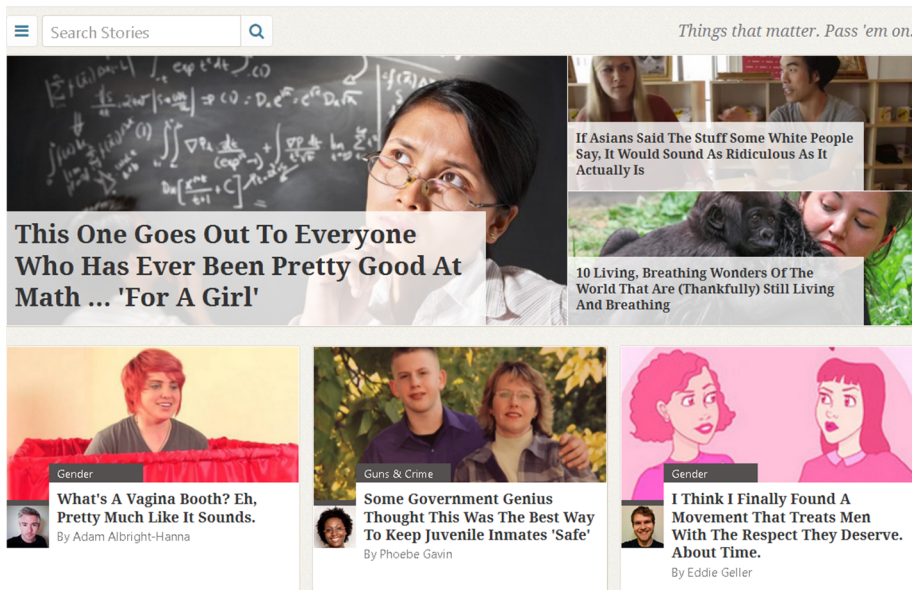 Search Stories
Things that matter. Pass 'em on.
This One Goes Out To Everyone
Who Has Ever Been Pretty Good At
Math ... 'For A Girl'
If Asians Said The Stuff Some White People
Say, It Would Sound As Ridiculous As It
Actually Is
10 Living, Breathing Wonders Of The
World That Are (Thankfully) Still Living
And Breathing
Gender
What's A Vagina Booth? Eh,
Pretty Much Like It Sounds.
By Adam Albright-Hanna
Guns & Crime
Some Government Genius
Thought This Was The Best Way
To Keep Juvenile Inmates 'Safe'
By Phoebe Gavin
Gender
I Think I Finally Found A
Movement That Treats Men
With The Respect They Deserve.
About Time.
By Eddie Geller